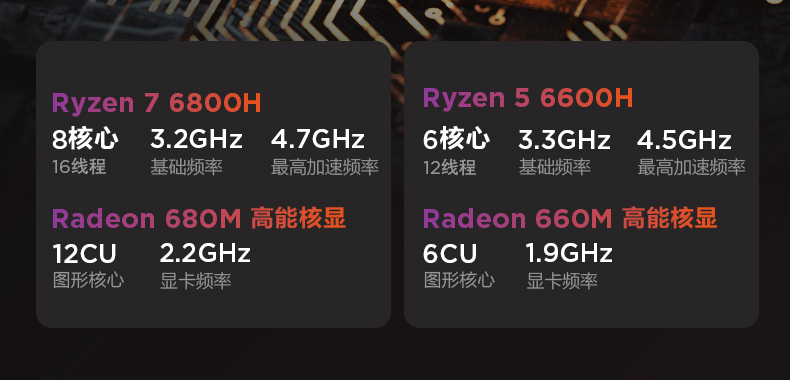 Ryzen 7 6800H
8核心 3.2GHz 4.7GHz
16线程 基础频率 最高加速频率
Radeon 680M 高能核显
12CU 2.2GHz
图形核心 显卡频率
Ryzen 5 6600H
6核心 3.3GHz 4.5GHz
12线程 基础频率 最高加速频率
Radeon 660M 高能核显
6CU 1.9GHz
图形核心 显卡频率